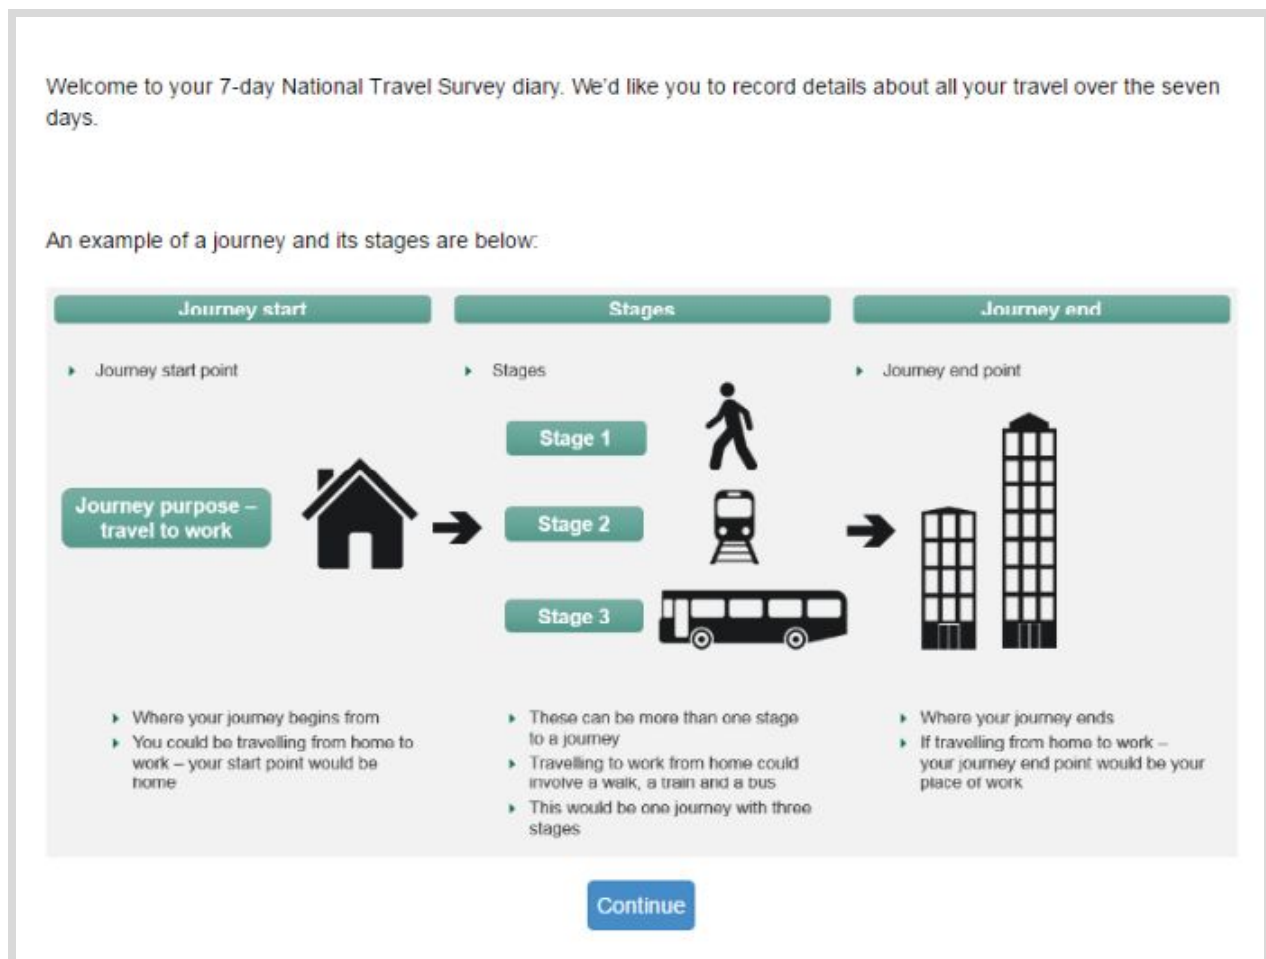 Welcome to your 7-day National Travel Survey diary. We'd like you to record details about all your travel over the seven
days.
An example of a journey and its stages are below:
Journey start
Stages
Journey end
Journey start point
Stages
Journey end point
Journey purpose –
travel to work
Stage 1
Stage 2
Stage 3
Where your journey begins from
You could be travelling from home to
work – your start point would be
home
These can be more than one stage
to a journey
Travelling to work from home could
involve a walk, a train and a bus
This would be one journey with three
stages
Where your journey ends
If travelling from home to work –
your journey end point would be your
place of work
Continue